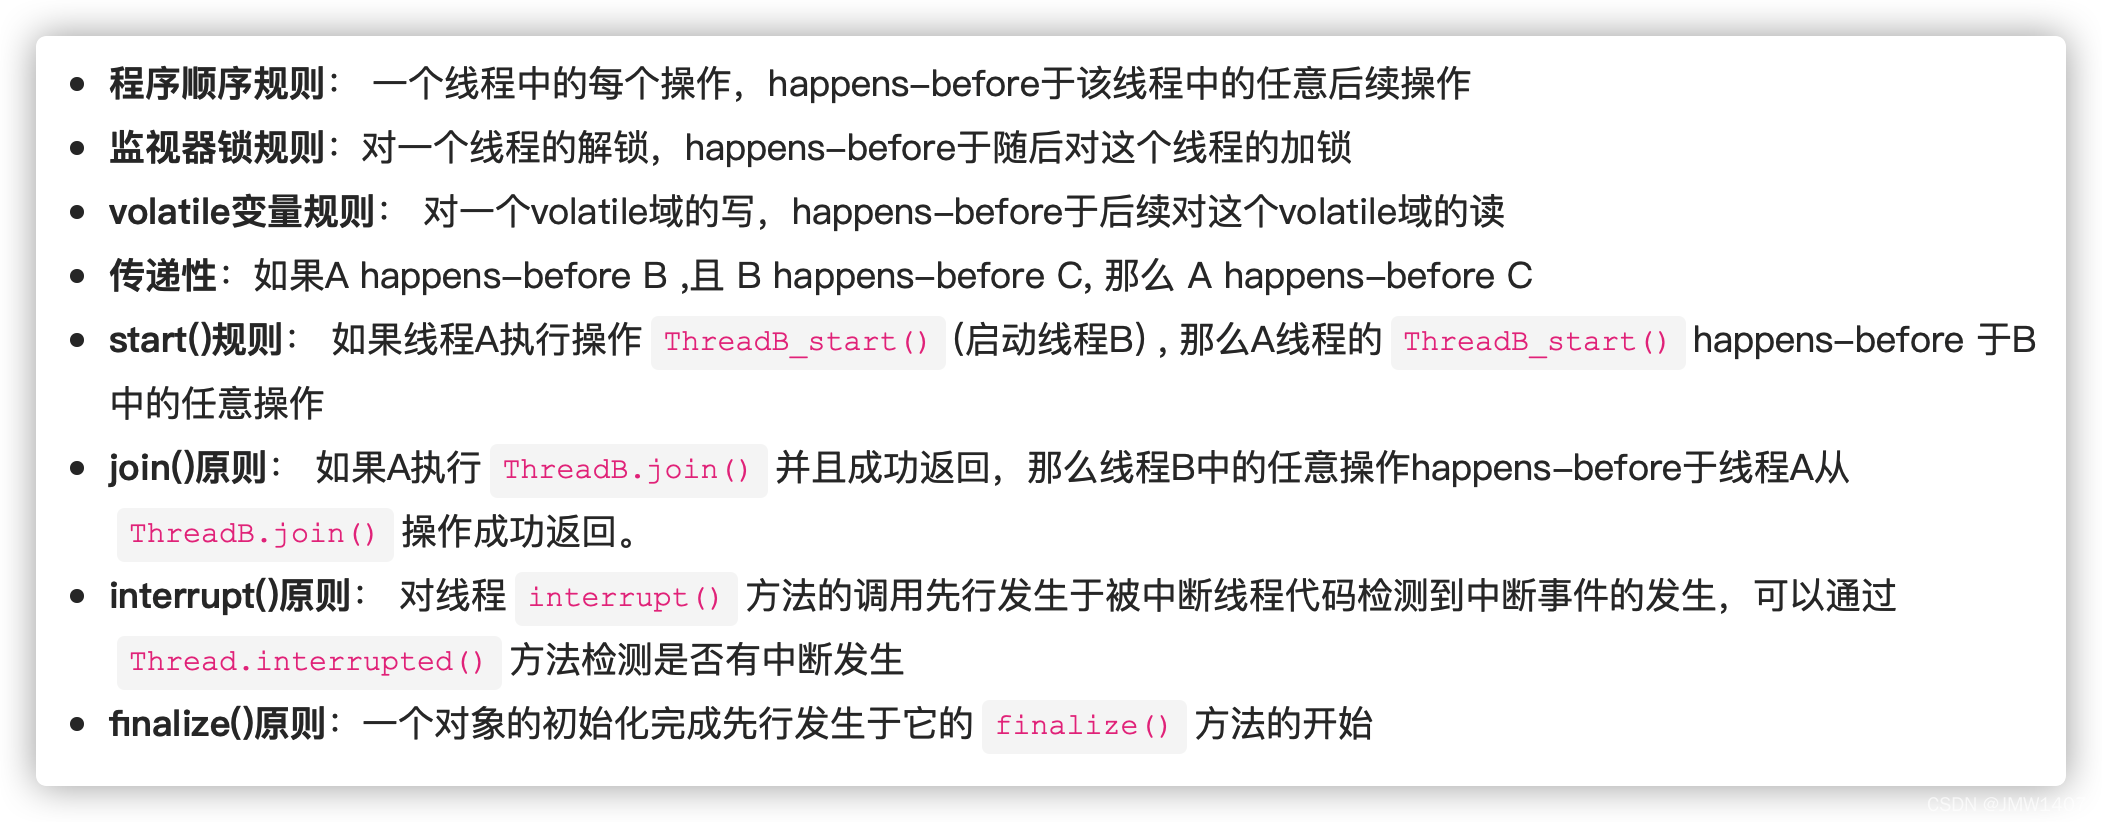 程序顺序规则： 一个线程中的每个操作，happens-before于该线程中的任意后续操作
监视器锁规则：对一个线程的解锁，happens-before于随后对这个线程的加锁
volatile变量规则： 对一个volatile域的写，happens-before于后续对这个volatile域的读
传递性：如果A happens-before B ,且 B happens-before C, 那么 A happens-before C
start()规则： 如果线程A执行操作 ThreadB_start() (启动线程B) , 那么A线程的 ThreadB_start() happens-before 于B
中的任意操作
join()原则： 如果A执行 ThreadB.join() 并且成功返回，那么线程B中的任意操作happens-before于线程A从
ThreadB.join() 操作成功返回。
interrupt()原则： 对线程 interrupt() 方法的调用先行发生于被中断线程代码检测到中断事件的发生，可以通过
Thread.interrupted() 方法检测是否有中断发生
finalize()原则：一个对象的初始化完成先行发生于它的 finalize() 方法的开始
CSDN